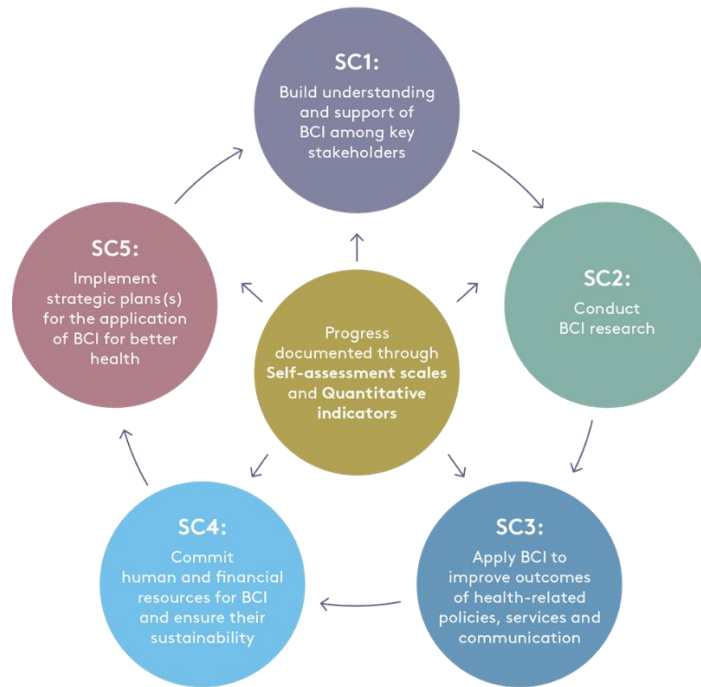 SC1:
Build understanding
and support of
BCI among key
stakeholders
SC2:
Conduct
BCI research
SC3:
Apply BCI to
improve outcomes
of health-related
policies, services and
communication
SC4:
Commit
human and financial
resources for BCI
and ensure their
sustainability
SC5:
Implement
strategic plans(s)
for the application
of BCI for better
health
Progress
documented through
Self-assessment scales
and Quantitative
indicators